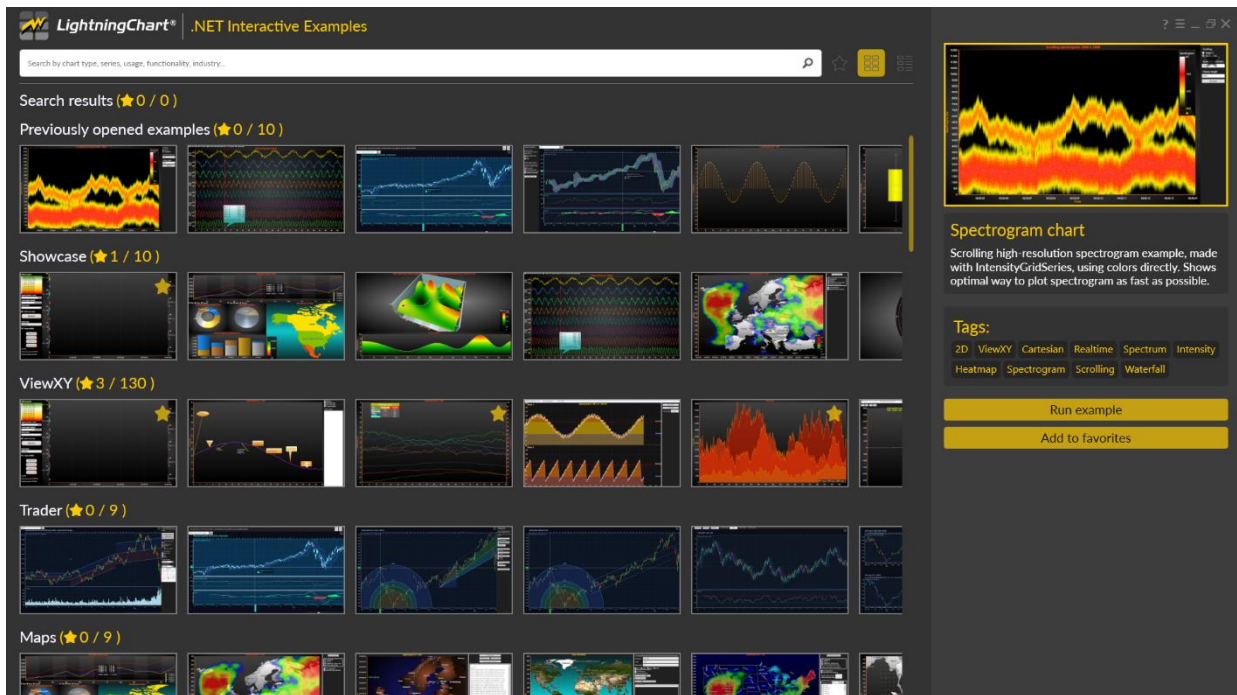 LightningChart® .NET Interactive Examples
Search by chart type, series, usage, functionality, industry...
Search results (★0 / 0)
Previously opened examples (★0 / 10)
Showcase (★1 / 10)
ViewXY (★3 / 130)
Trader (★0 / 9)
Maps (★0 / 9)
Spectrogram chart
Scrolling high-resolution spectrogram example, made
with IntensityGridSeries, using colors directly. Shows
optimal way to plot spectrogram as fast as possible.
Tags:
2D ViewXY Cartesian Realtime Spectrum Intensity
Heatmap Spectrogram Scrolling Waterfall
Run example
Add to favorites